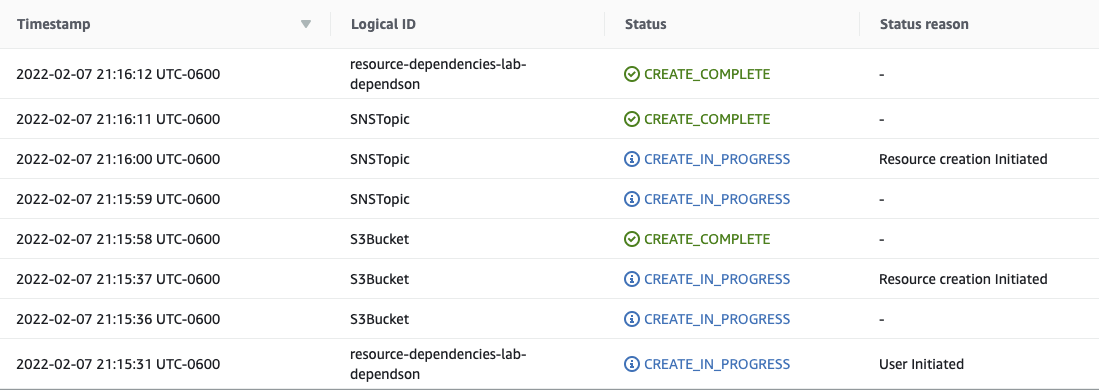 Timestamp Logical ID Status Status reason
2022-02-07 21:16:12 UTC-0600 resource-dependencies-lab-
dependson CREATE_COMPLETE -
2022-02-07 21:16:11 UTC-0600 SNSTopic CREATE_COMPLETE -
2022-02-07 21:16:00 UTC-0600 SNSTopic CREATE_IN_PROGRESS Resource creation Initiated
2022-02-07 21:15:59 UTC-0600 SNSTopic CREATE_IN_PROGRESS -
2022-02-07 21:15:58 UTC-0600 S3Bucket CREATE_COMPLETE -
2022-02-07 21:15:37 UTC-0600 S3Bucket CREATE_IN_PROGRESS Resource creation Initiated
2022-02-07 21:15:36 UTC-0600 S3Bucket CREATE_IN_PROGRESS -
2022-02-07 21:15:31 UTC-0600 resource-dependencies-lab-
dependson CREATE_IN_PROGRESS User Initiated